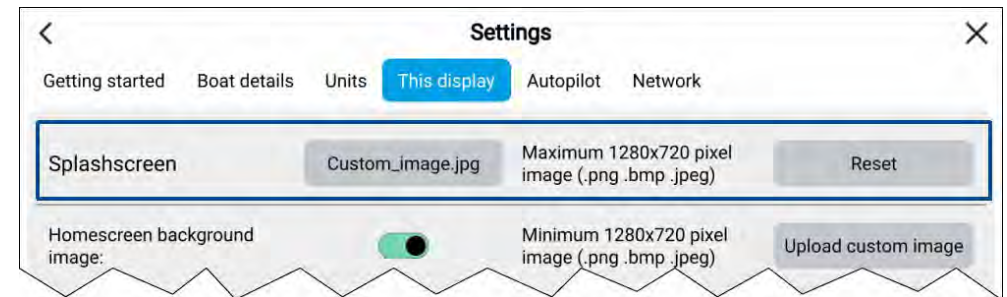 Settings
Getting started Boat details Units This display Autopilot Network
Splashscreen Custom_image.jpg Maximum 1280x720 pixel
image (.png .bmp .jpeg) Reset
Homescreen background
image: Minimum 1280x720 pixel
image (.png .bmp .jpeg) Upload custom image